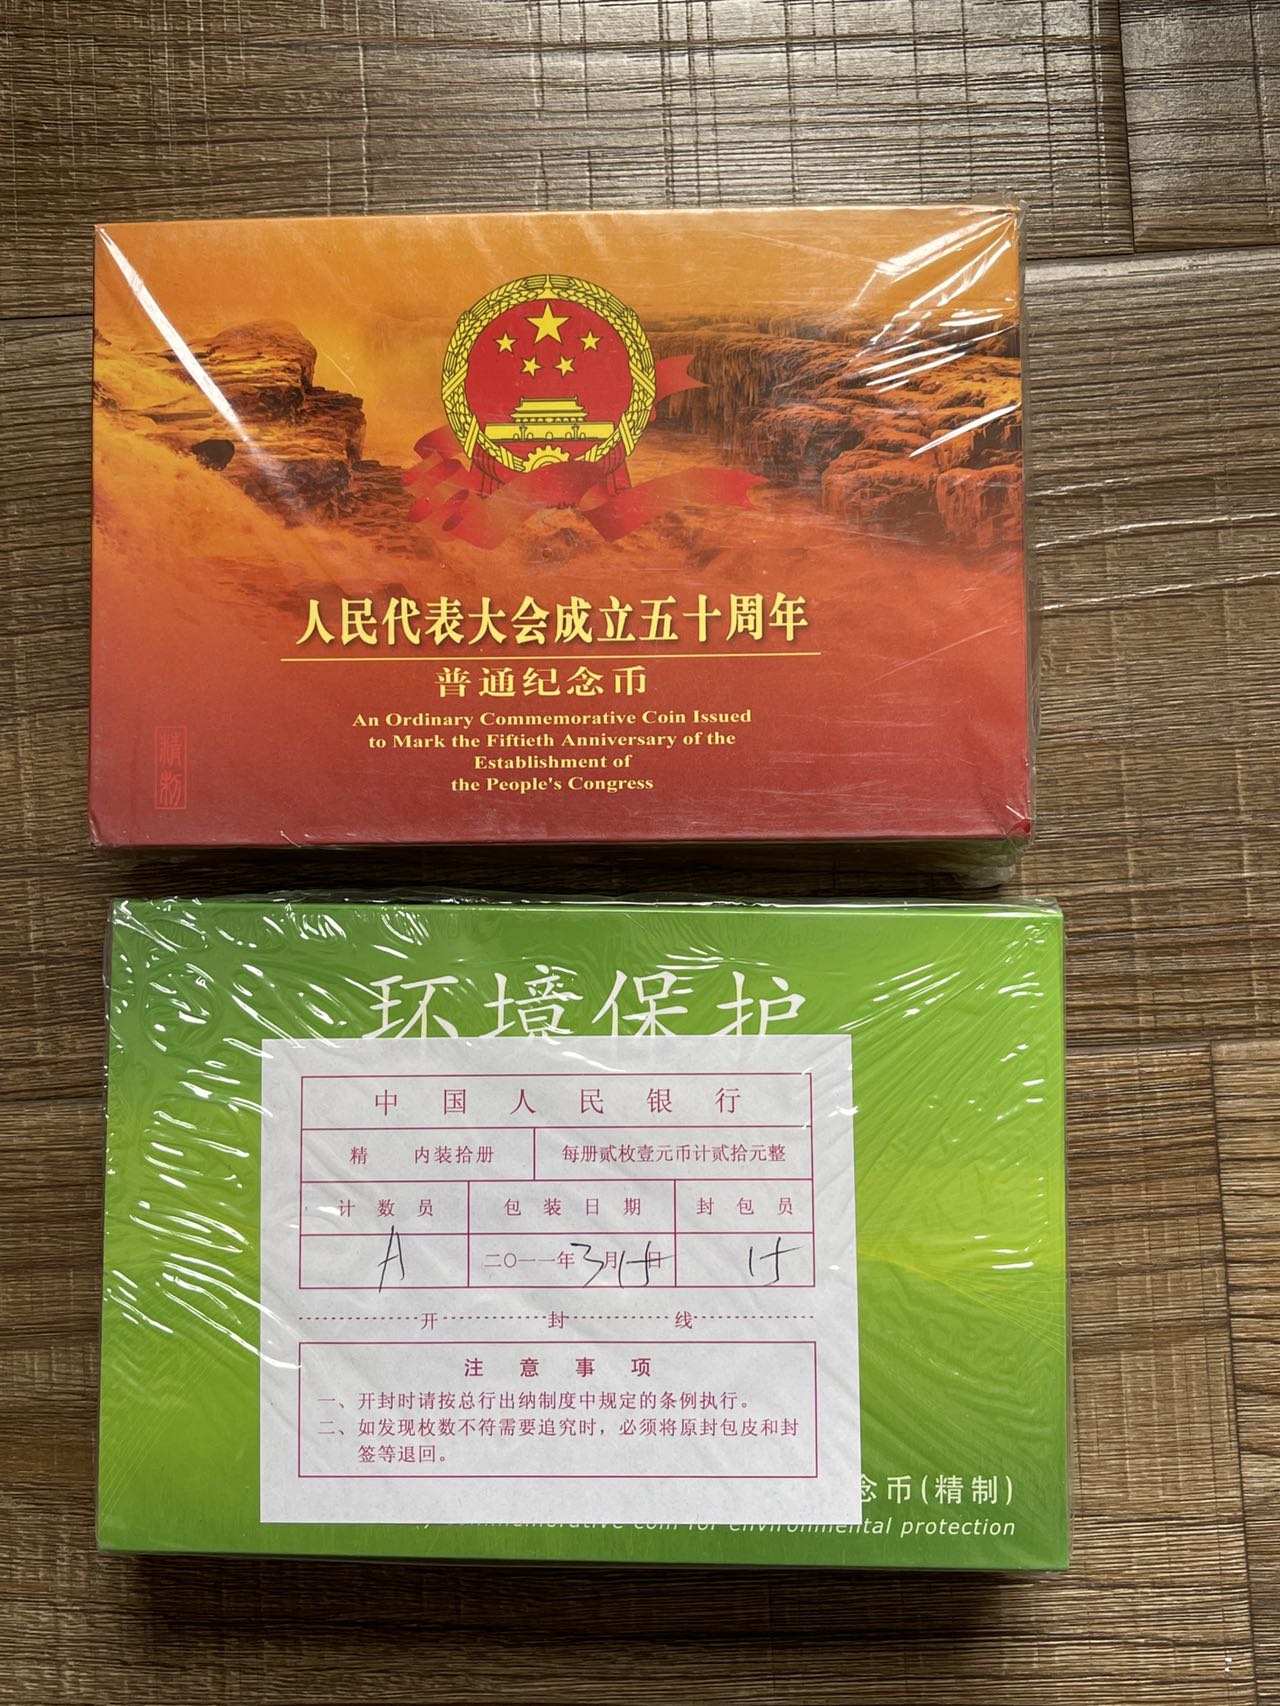 人民代表大会成立五十周年
普通纪念币
An Ordinary Commemorative Coin Issued
to Mark the Fiftieth Anniversary of the
Establishment of
the People's Congress
精制
环境保护
中国人民银行
精 内装拾册 每册贰枚壹元币计贰拾元整
计数员 包装日期 封包员
A 二〇一一年3月日
开封线
注意事项
一、开封时请按总行出纳制度中规定的条例执行。
二、如发现枚数不符需要追究时，必须将原封包皮和封
签等退回。
念币(精制)
commemorative coin for environmental protection